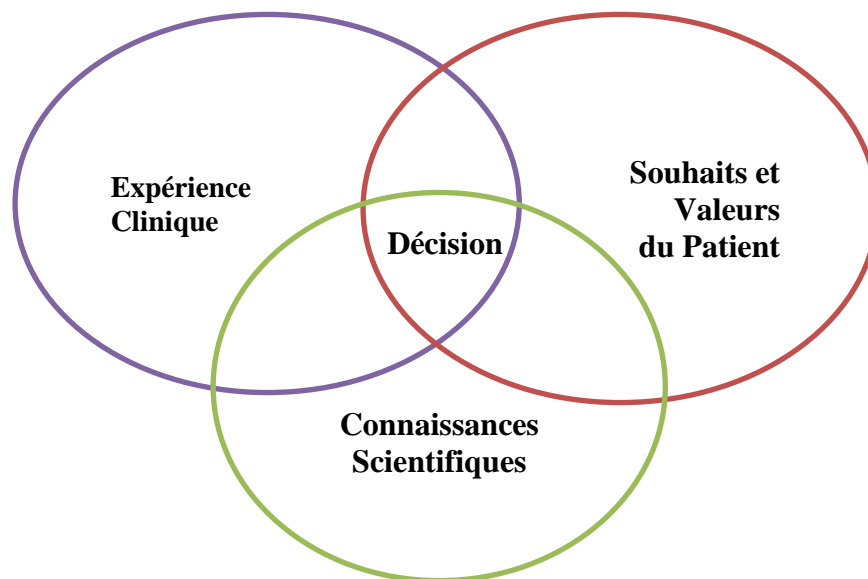 Expérience
Clinique
Souhaits et
Valeurs
du Patient
Décision
Connaissances
Scientifiques